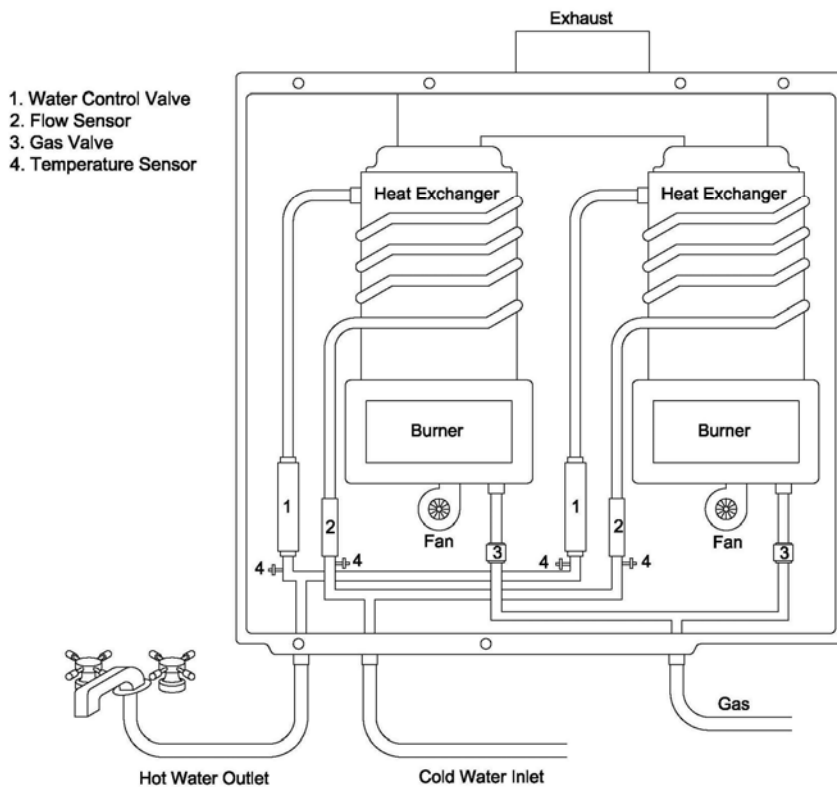 Exhaust
1. Water Control Valve
2. Flow Sensor
3. Gas Valve
4. Temperature Sensor
Heat Exchanger
Heat Exchanger
Burner
Burner
1
2
1
2
Fan
3
Fan
3
4
4
4
4
Gas
Hot Water Outlet
Cold Water Inlet